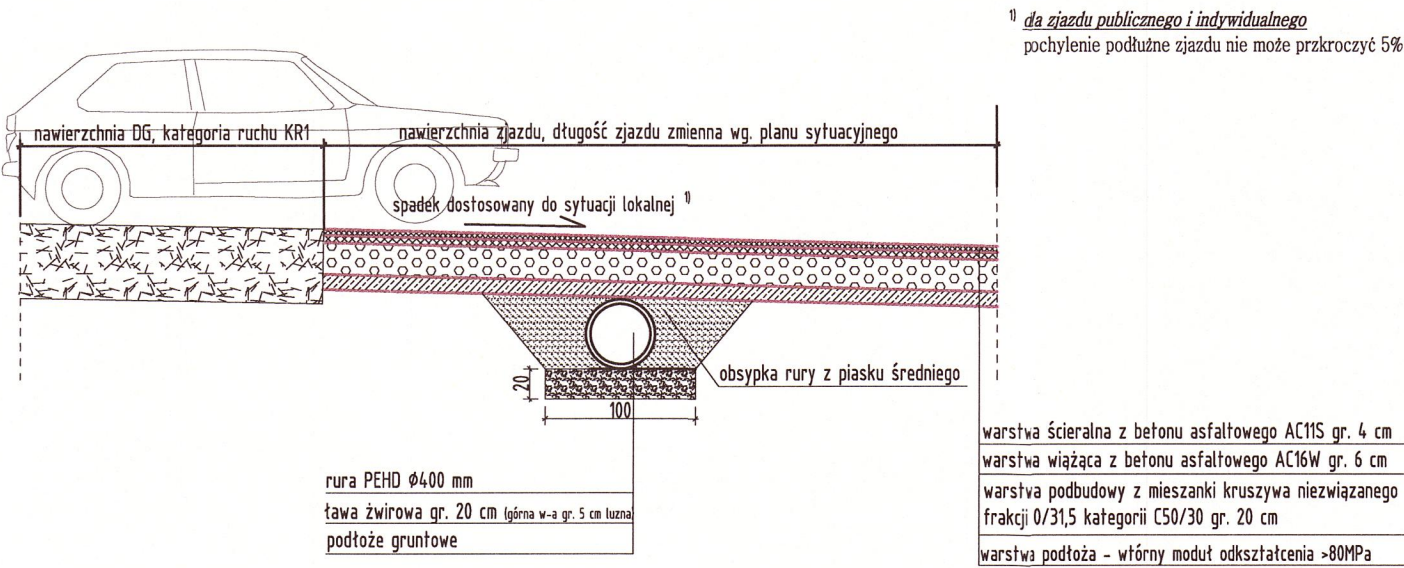 1) dla zjazdu publicznego i indywidualnego
pochylenie podłużne zjazdu nie może przkroczyć 5%
nawierzchnia DG, kategoria ruchu KR1
nawierzchnia zjazdu, długość zjazdu zmienna wg. planu sytuacyjnego
spadek dostosowany do sytuacji lokalnej 1)
obsypka rury z piasku średniego
20
100
rura PEHD Ø400 mm
ława żwirowa gr. 20 cm (górna w-a gr. 5 cm luzna)
podłoże gruntowe
warstwa ścieralna z betonu asfaltowego AC11S gr. 4 cm
warstwa wiążąca z betonu asfaltowego AC16W gr. 6 cm
warstwa podbudowy z mieszanki kruszywa niezwiązanego
frakcji 0/31,5 kategorii C50/30 gr. 20 cm
warstwa podłoża - wtórny moduł odkształcenia >80MPa